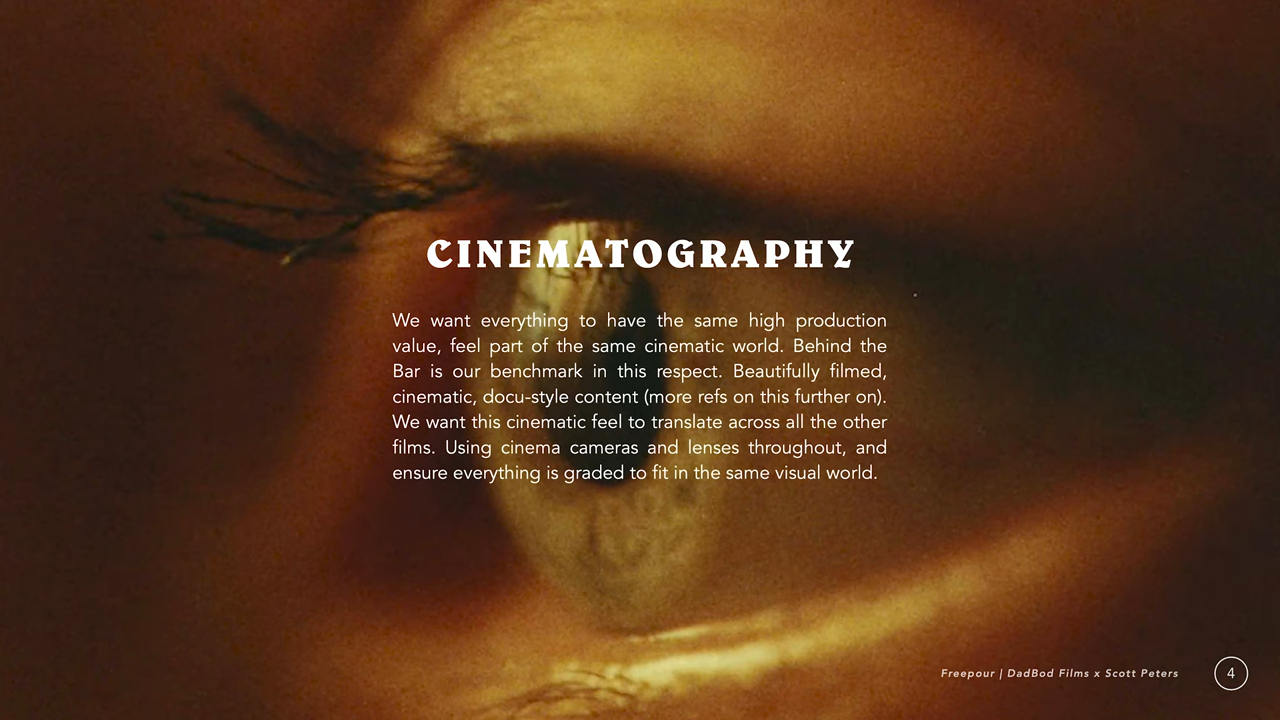 CINEMATOGRAPHY
We want everything to have the same high production
value, feel part of the same cinematic world. Behind the
Bar is our benchmark in this respect. Beautifully filmed,
cinematic, docu-style content (more refs on this further on).
We want this cinematic feel to translate across all the other
films. Using cinema cameras and lenses throughout, and
ensure everything is graded to fit in the same visual world.
Freepour | DadBod Films x Scott Peters
4